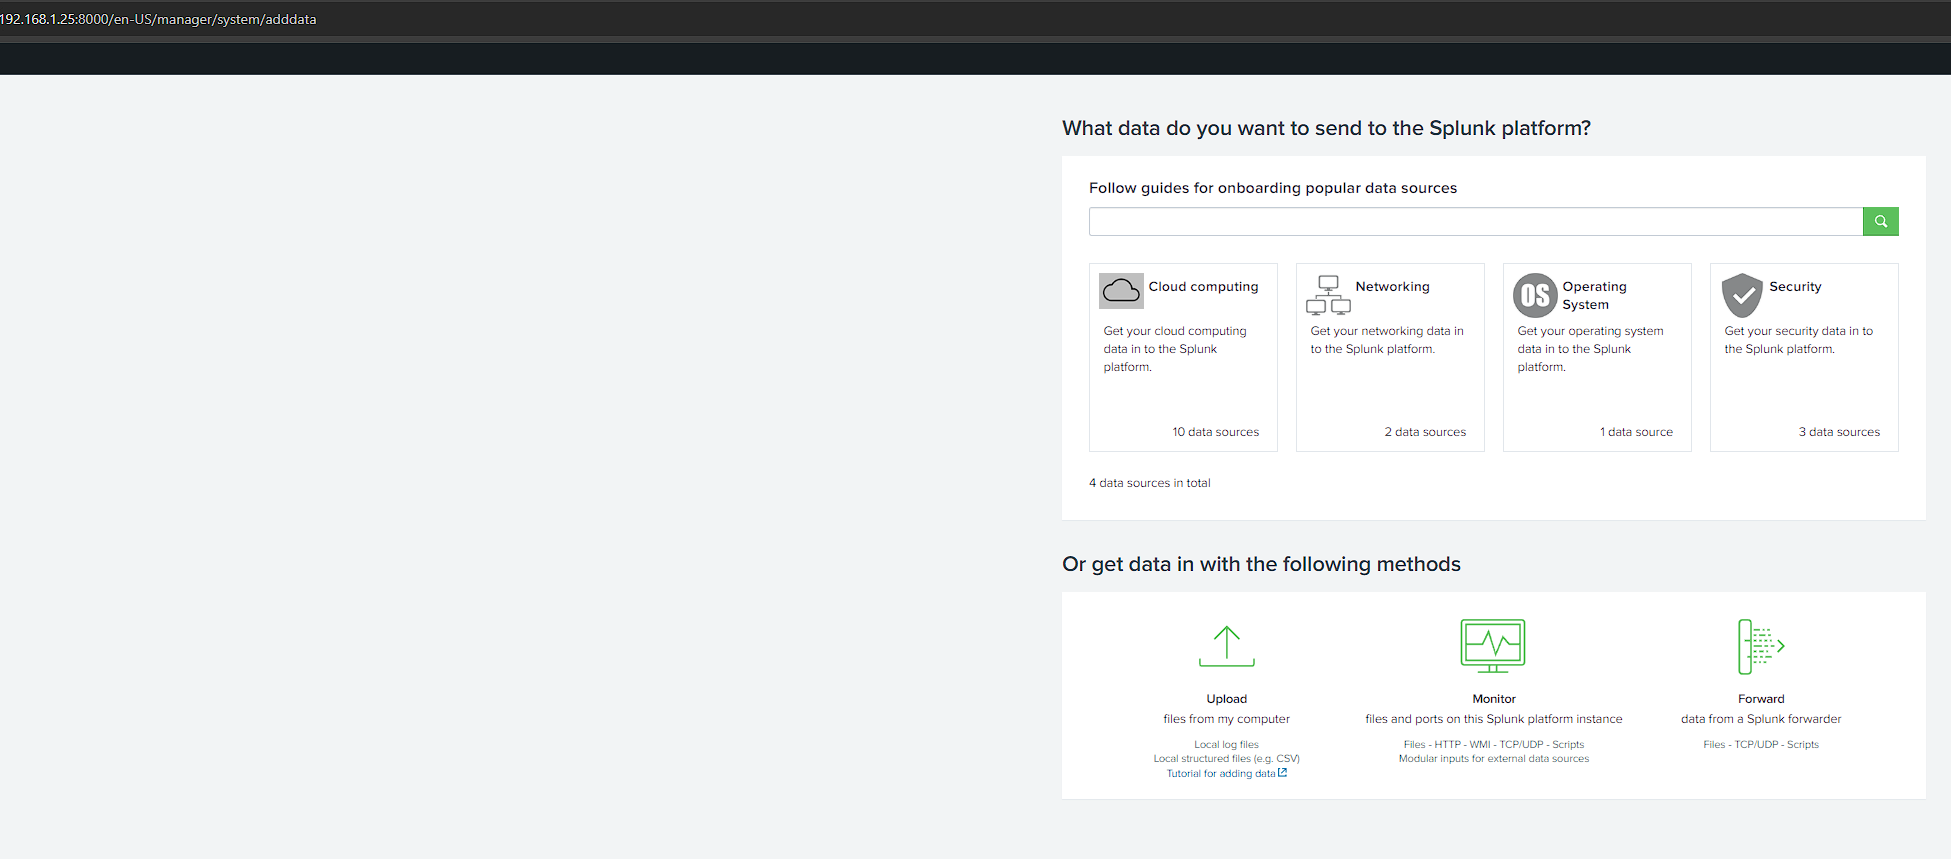 192.168.1.25:8000/en-US/manager/system/adddata
What data do you want to send to the Splunk platform?
Follow guides for onboarding popular data sources
Cloud computing
Get your cloud computing
data in to the Splunk
platform.
10 data sources
Networking
Get your networking data in
to the Splunk platform.
2 data sources
OS
Operating
System
Get your operating system
data in to the Splunk
platform.
1 data source
Security
Get your security data in to
the Splunk platform.
3 data sources
4 data sources in total
Or get data in with the following methods
Upload
files from my computer
Local log files
Local structured files (e.g. CSV)
Tutorial for adding data
Monitor
files and ports on this Splunk platform instance
Files - HTTP - WMI - TCP/UDP - Scripts
Modular inputs for external data sources
Forward
data from a Splunk forwarder
Files - TCP/UDP - Scripts